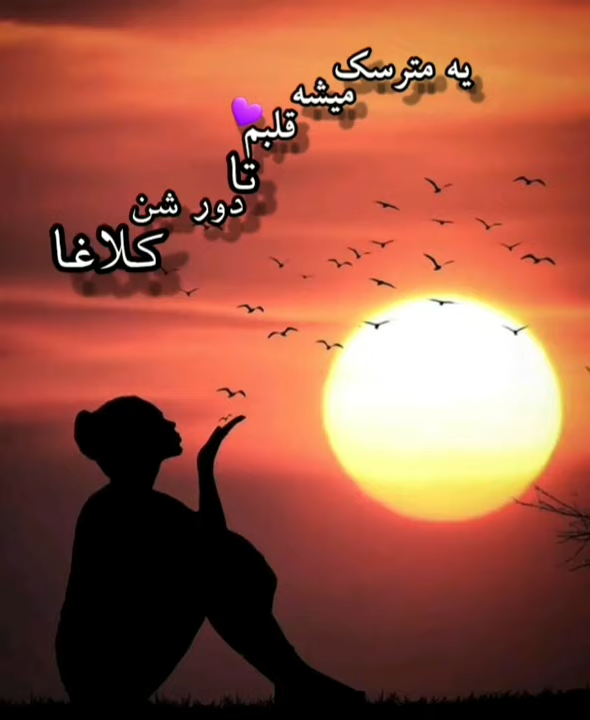 یه مترسک
میشه
قلبم💜
تا
دور شن
کلاغا